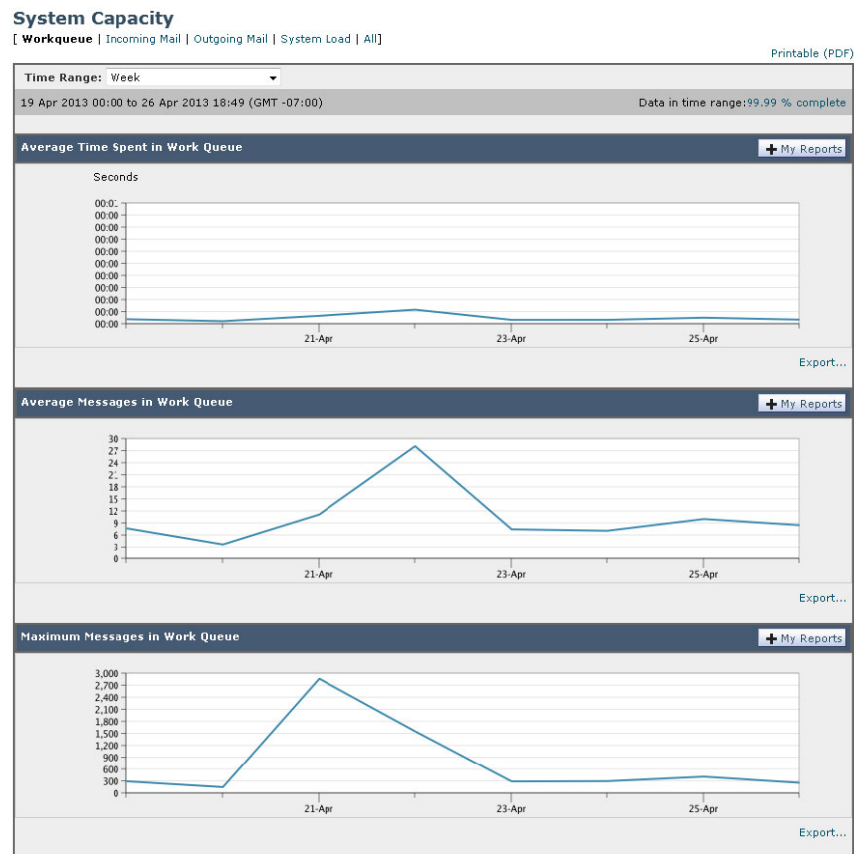 System Capacity
[ Workqueue | Incoming Mail | Outgoing Mail | System Load | All]
Printable (PDF)
Time Range: Week
19 Apr 2013 00:00 to 26 Apr 2013 18:49 (GMT -07:00)
Data in time range:99.99 % complete
Average Time Spent in Work Queue
My Reports
Seconds
00:00
00:00
00:00
00:00
00:00
00:00
00:00
00:00
00:00
00:00
21-Apr
23-Apr
25-Apr
Export...
Average Messages in Work Queue
My Reports
30
27
24
18
15
12
9
6
3
0
21-Apr
23-Apr
25-Apr
Export...
Maximum Messages in Work Queue
My Reports
3,000
2,700
2,400
2,100
1,800
1,500
1,200
900
600
300
0
21-Apr
23-Apr
25-Apr
Export...